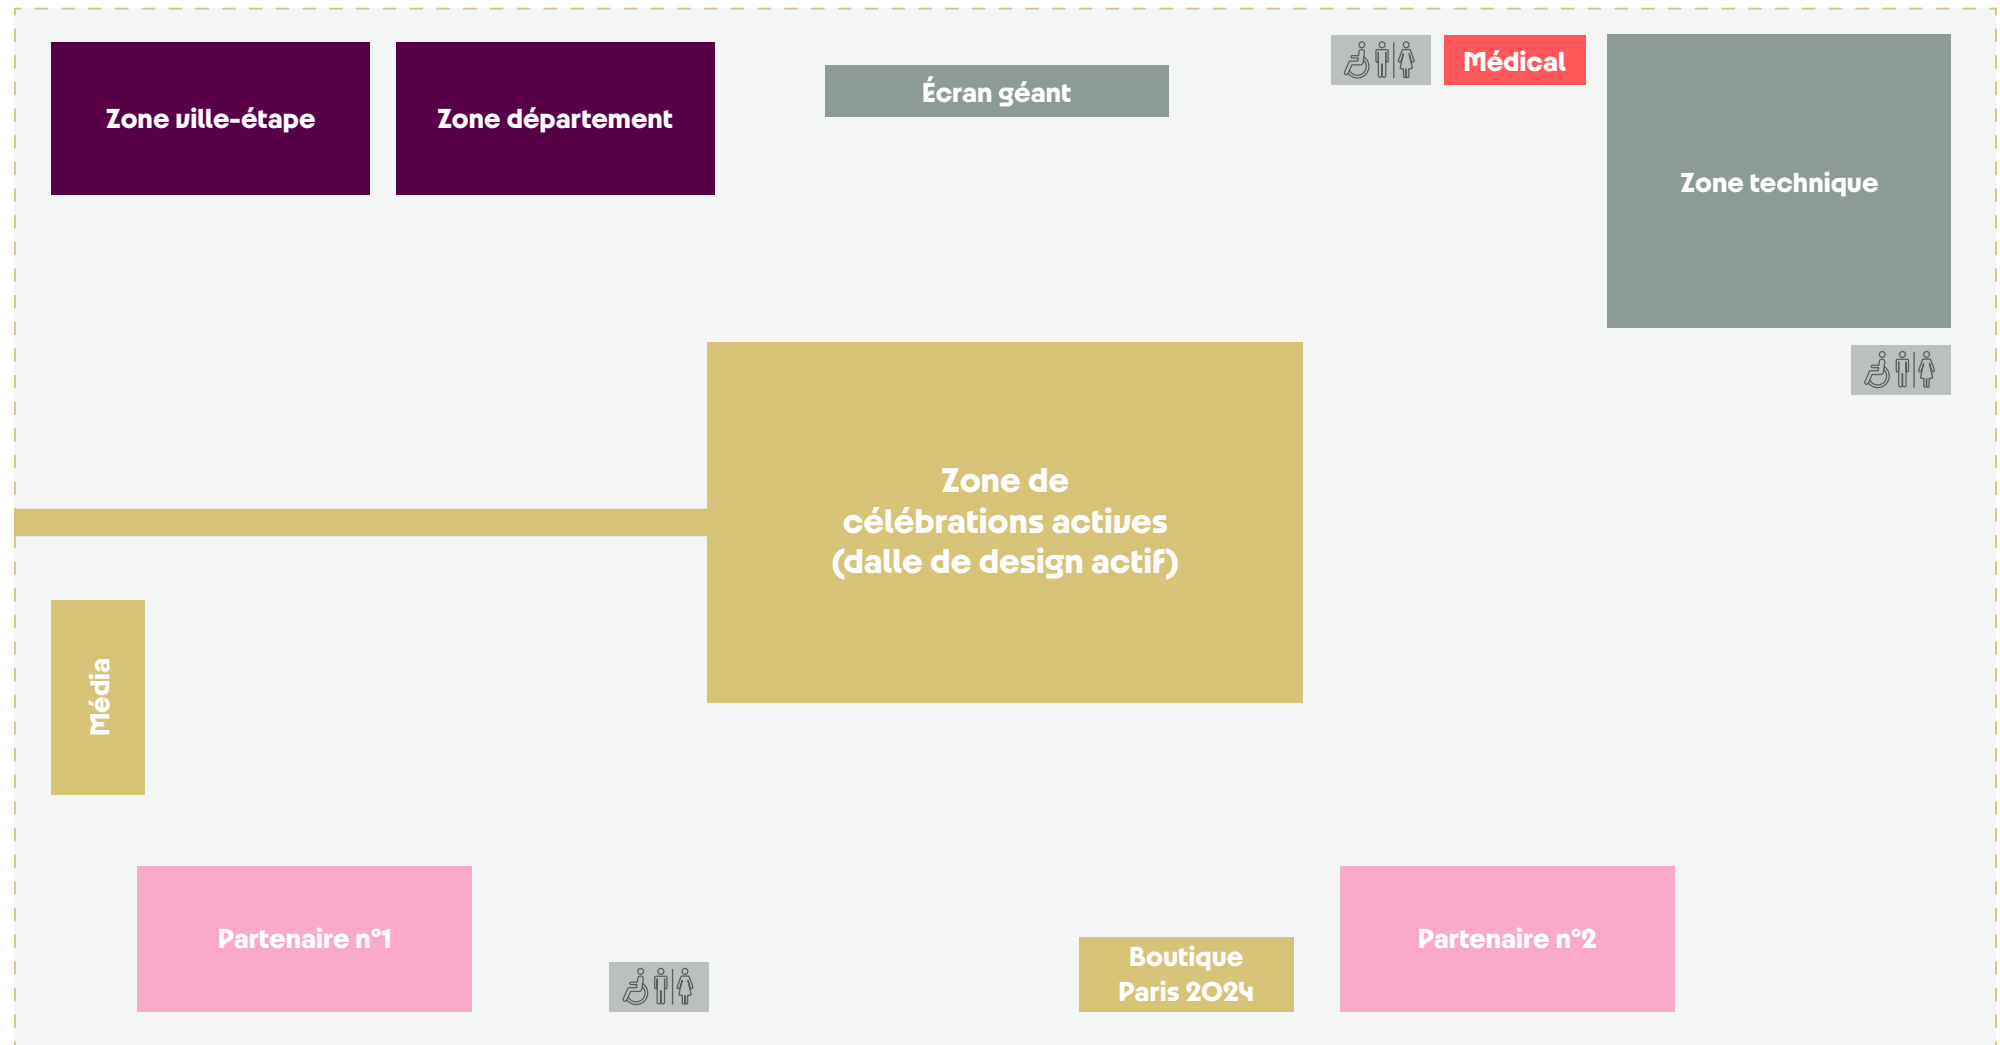 Zone ville-étape
Zone département
Écran géant
Médical
Zone technique
Zone de
célébrations actives
(dalle de design actif)
Média
Partenaire n°1
Boutique
Paris 2024
Partenaire n°2